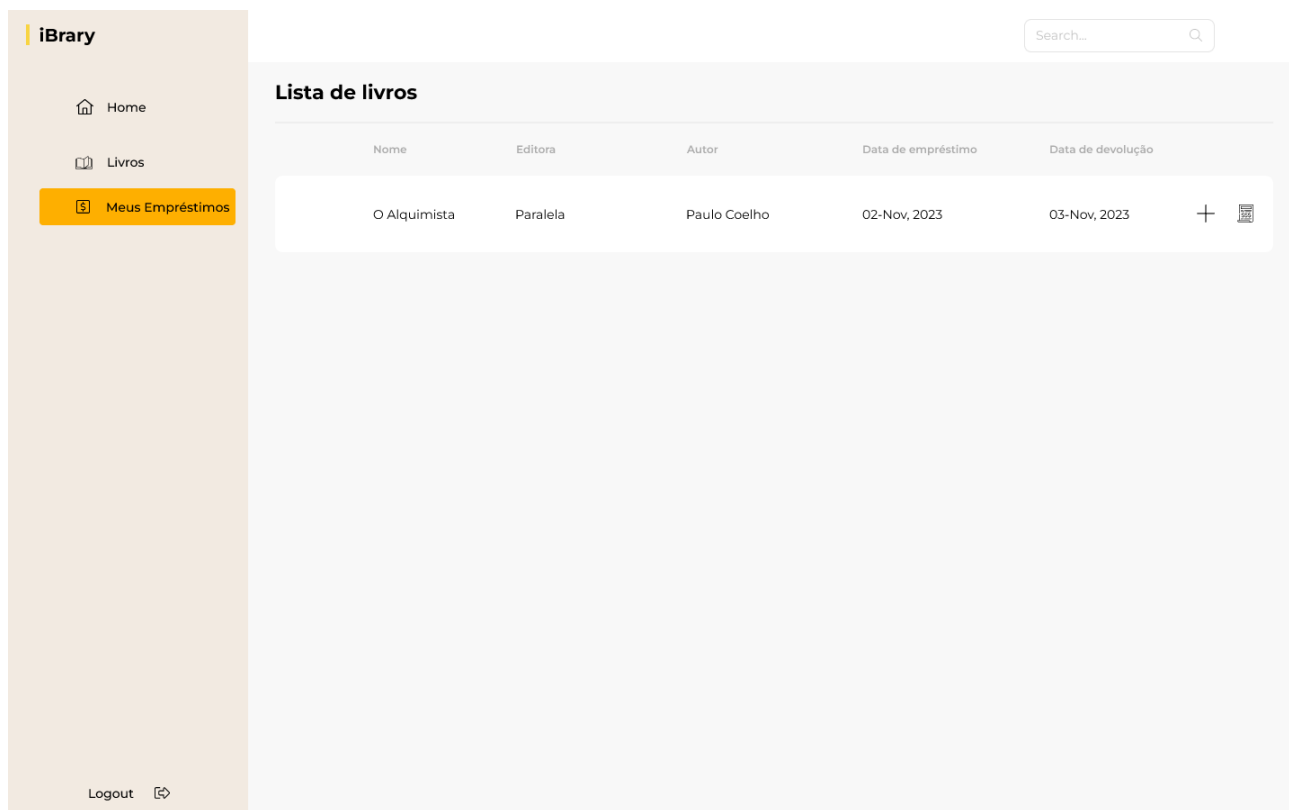 iBrary
Search...
Home
Livros
Meus Empréstimos
Logout
Lista de livros
Nome Editora Autor Data de empréstimo Data de devolução
O Alquimista Paralela Paulo Coelho 02-Nov, 2023 03-Nov, 2023